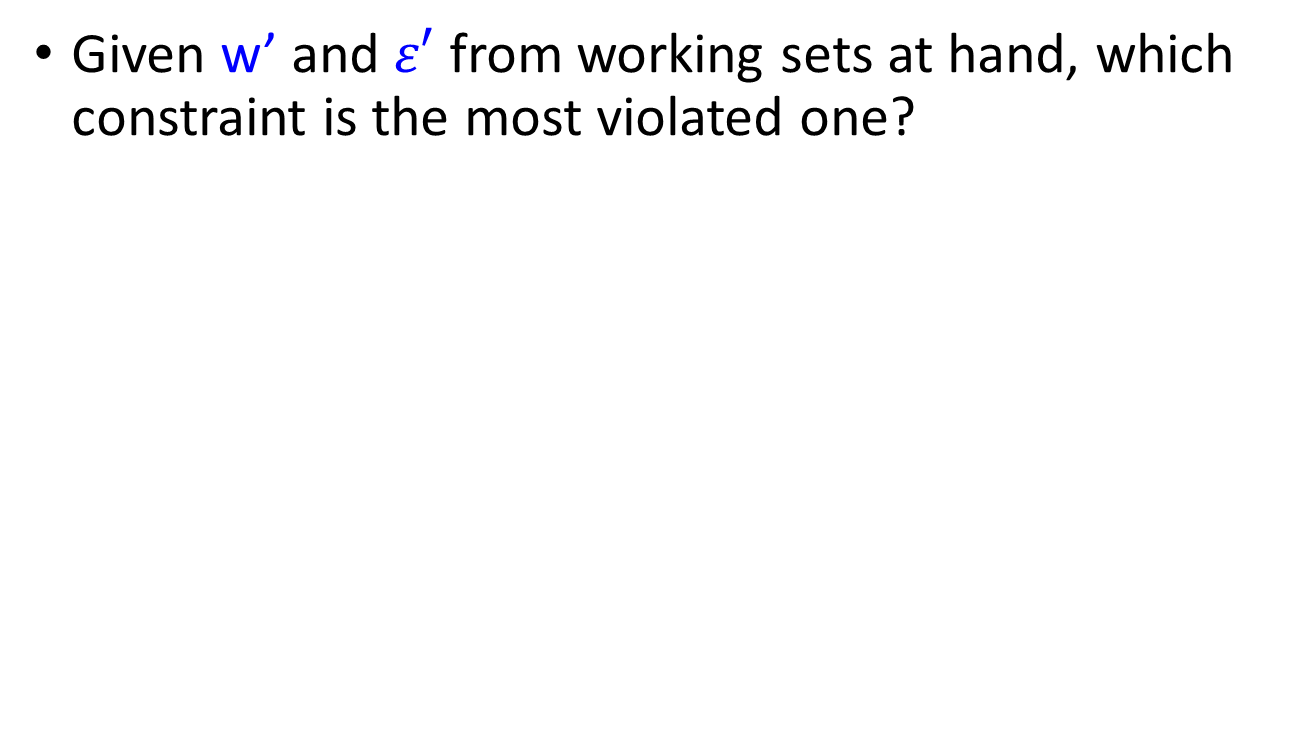 • Given w’ and ε′ from working sets at hand, which
constraint is the most violated one?